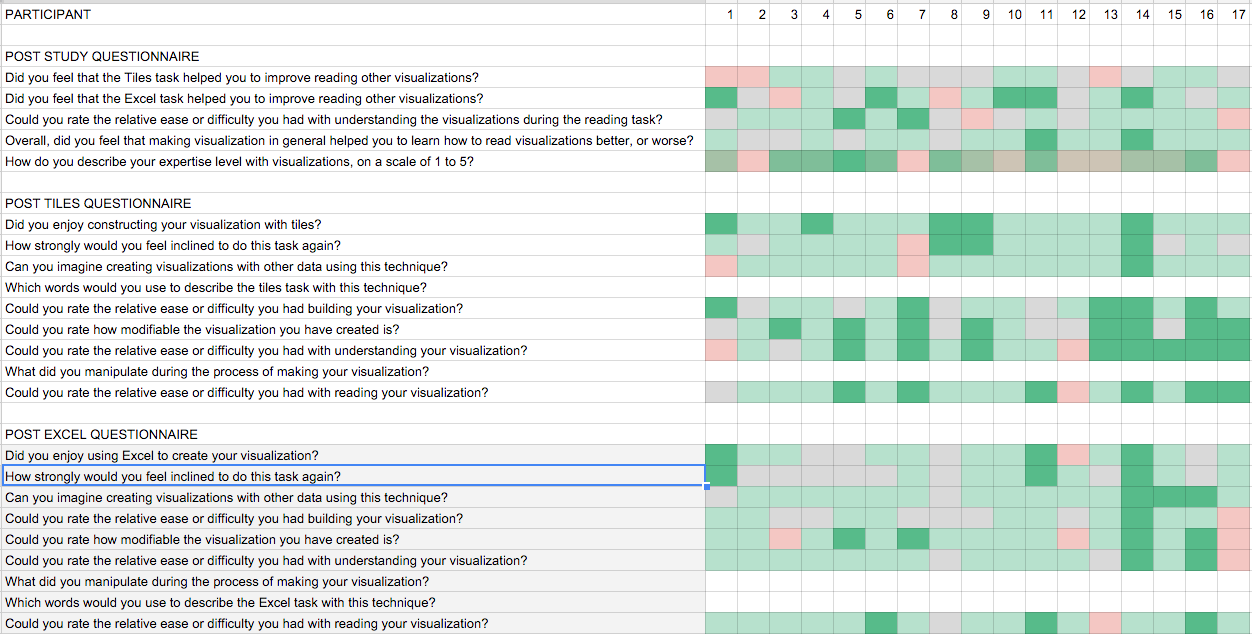 PARTICIPANT 1 2 3 4 5 6 7 8 9 10 11 12 13 14 15 16 17
POST STUDY QUESTIONNAIRE
Did you feel that the Tiles task helped you to improve reading other visualizations?
Did you feel that the Excel task helped you to improve reading other visualizations?
Could you rate the relative ease or difficulty you had with understanding the visualizations during the reading task?
Overall, did you feel that making visualization in general helped you to learn how to read visualizations better, or worse?
How do you describe your expertise level with visualizations, on a scale of 1 to 5?
POST TILES QUESTIONNAIRE
Did you enjoy constructing your visualization with tiles?
How strongly would you feel inclined to do this task again?
Can you imagine creating visualizations with other data using this technique?
Which words would you use to describe the tiles task with this technique?
Could you rate the relative ease or difficulty you had building your visualization?
Could you rate how modifiable the visualization you have created is?
Could you rate the relative ease or difficulty you had with understanding your visualization?
What did you manipulate during the process of making your visualization?
Could you rate the relative ease or difficulty you had with reading your visualization?
POST EXCEL QUESTIONNAIRE
Did you enjoy using Excel to create your visualization?
How strongly would you feel inclined to do this task again?
Can you imagine creating visualizations with other data using this technique?
Could you rate the relative ease or difficulty you had building your visualization?
Could you rate how modifiable the visualization you have created is?
Could you rate the relative ease or difficulty you had with understanding your visualization?
What did you manipulate during the process of making your visualization?
Which words would you use to describe the Excel task with this technique?
Could you rate the relative ease or difficulty you had with reading your visualization?